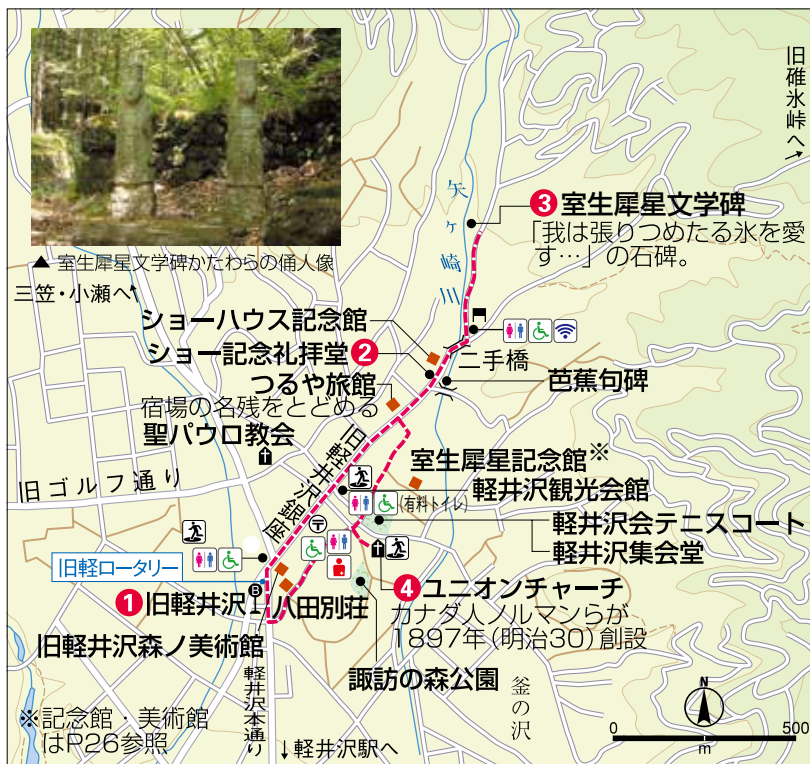 旧碓氷峠へ
▲ 室生犀星文学碑かたわらの俑人像
三笠・小瀬へ
矢ヶ崎川
3 室生犀星文学碑
「我は張りつめたる氷を愛
す…」の石碑。
ショーハウス記念館
ショー記念礼拝堂 2
二手橋
つるや旅館
宿場の名残をとどめる
芭蕉句碑
聖パウロ教会
旧軽井沢銀座
室生犀星記念館※
旧ゴルフ通り
軽井沢観光会館
(有料トイレ)
軽井沢会テニスコート
軽井沢集会堂
〒
旧軽ロータリー
B
1 旧軽井沢
八田別荘
4 ユニオンチャーチ
カナダ人ノルマンらが
1897年(明治30)創設
旧軽井沢森ノ美術館
諏訪の森公園
釜の沢
軽井沢本通り
※記念館・美術館
はP26参照
↓軽井沢駅へ
N
0 500
m